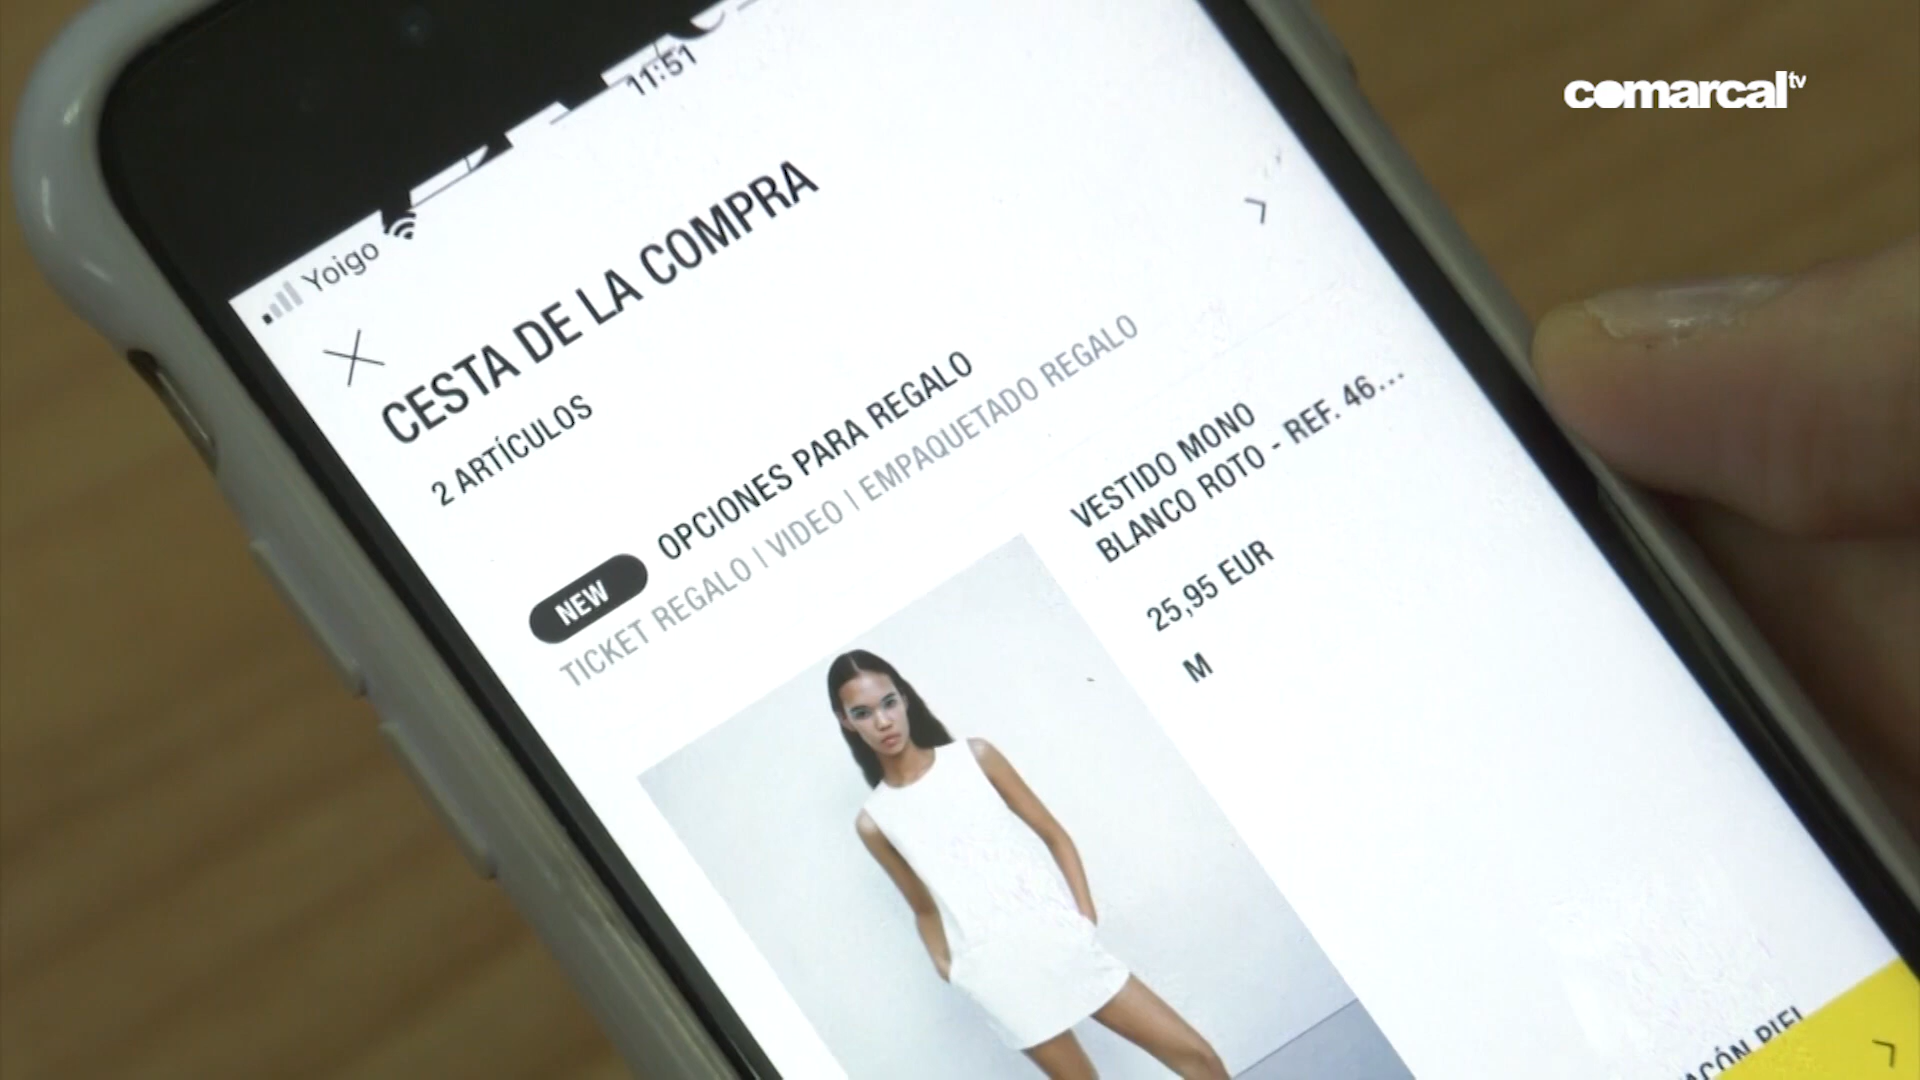 comarcal tv
11:51
Yoigo
CESTA DE LA COMPRA
2 ARTÍCULOS
NEW
OPCIONES PARA REGALO
TICKET REGALO | VIDEO | EMPAQUETADO REGALO
VESTIDO MONO
BLANCO ROTO - REF. 46...
25,95 EUR
M
PIEL